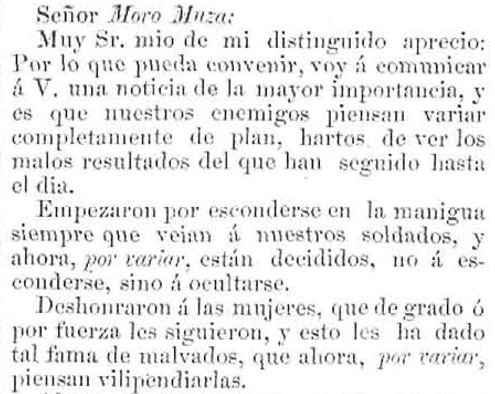 Señor Moro Muza:
Muy Sr. mio de mi distinguido aprecio:
Por lo que pueda convenir, voy á comunicar
á V. una noticia de la mayor importancia, y
es que nuestros enemigos piensan variar
completamente de plan, hartos de ver los
malos resultados del que han seguido hasta
el dia.
Empezaron por esconderse en la manigua
siempre que veian á nuestros soldados, y
ahora, por variar, están decididos, no á es-
conderse, sino á ocultarse.
Deshonraron á las mujeres, que de grado ó
por fuerza les siguieron, y esto les ha dado
tal fama de malvados, que ahora, por variar,
piensan vilipendiarlas.